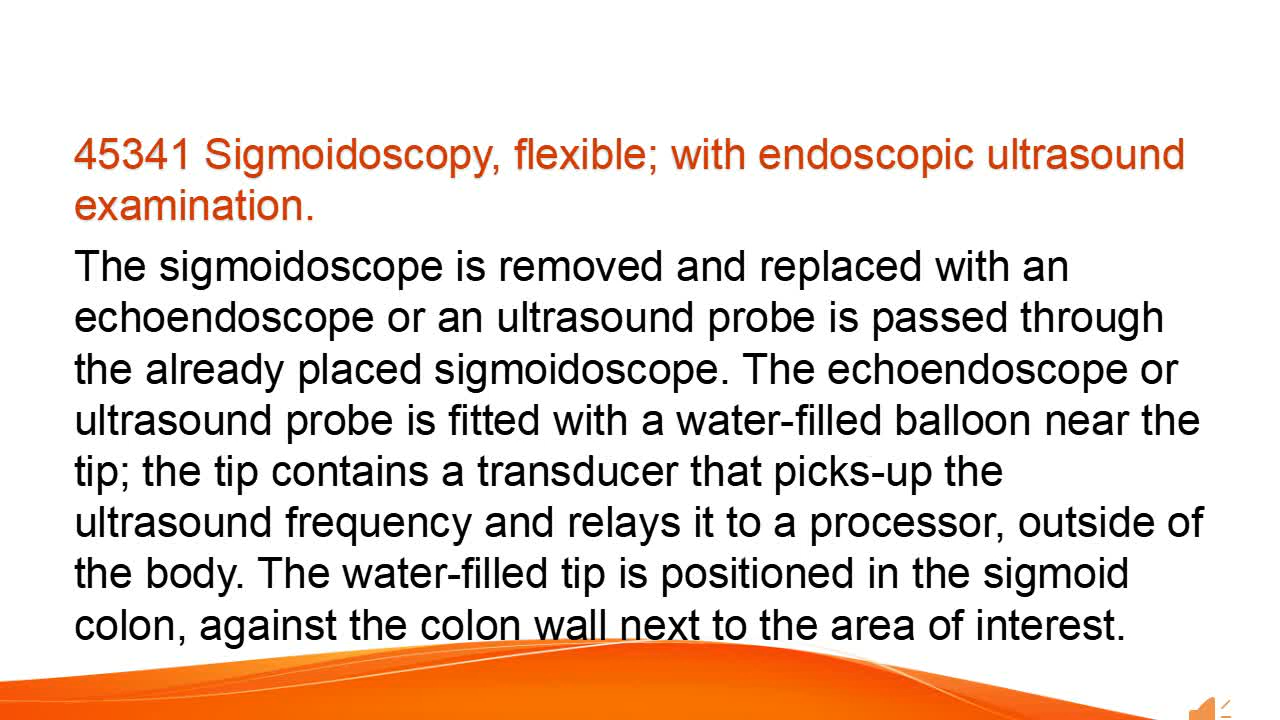 45341 Sigmoidoscopy, flexible; with endoscopic ultrasound
examination.
The sigmoidoscope is removed and replaced with an
echoendoscope or an ultrasound probe is passed through
the already placed sigmoidoscope. The echoendoscope or
ultrasound probe is fitted with a water-filled balloon near the
tip; the tip contains a transducer that picks-up the
ultrasound frequency and relays it to a processor, outside of
the body. The water-filled tip is positioned in the sigmoid
colon, against the colon wall next to the area of interest.